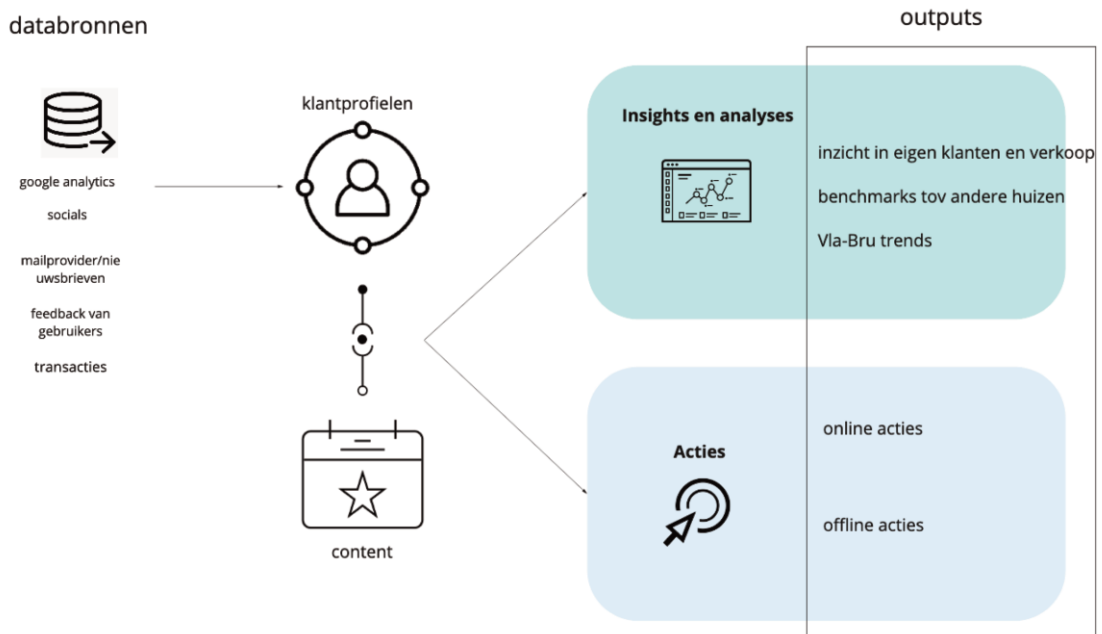 databronnen
google analytics
socials
mailprovider/nie
uwsbrieven
feedback van
gebruikers
transacties
klantprofielen
content
outputs
Insights en analyses
inzicht in eigen klanten en verkoop
benchmarks tov andere huizen
Vla-Bru trends
Acties
online acties
offline acties